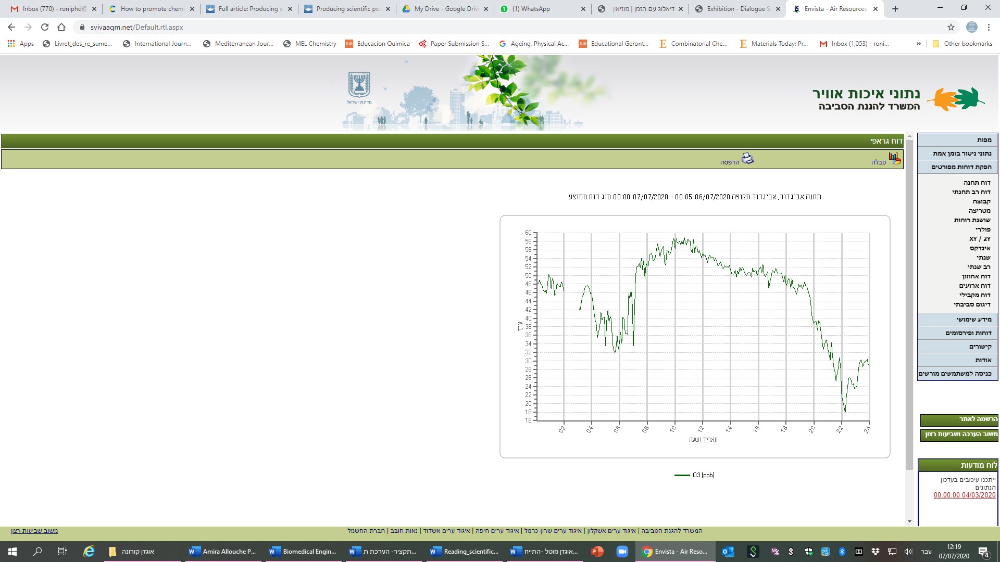 Inbox (770) - roniphd@
How to promote chemi
Full article: Producing s
Producing scientific pos
My Drive - Google Driv
(1) WhatsApp
דיאלוג עם הזמן | מוזיאון
Exhibition - Dialogue S
Envista - Air Resources
svivaaqm.net/Default.rtl.aspx
Apps
Livret_des_re_sume...
International Journ...
Mediterranean Jour...
MEL Chemistry
Educacion Quimica
Paper Submission S...
Ageing, Physical Ac...
Educational Geront...
Combinatorial Che...
Materials Today: Pr...
Inbox (1,053) - roni...
»
Other bookmarks
מדינת ישראל
נתוני איכות אוויר
המשרד להגנת הסביבה
דוח גראפי
טבלה
הדפסה
תחנה:אביגדור, אביגדור תקופה:06/07/2020 00:05 - 07/07/2020 00:00 סוג דוח:ממוצע
60
58
56
54
52
50
48
46
44
42
40
38
36
34
32
30
28
26
24
22
20
18
16
ערך
02
04
06
08
10
12
14
16
18
20
22
24
תאריך ושעה
O3 [ppb]
מפות
נתוני ניטור בזמן אמת
הפקת דוחות מפורטים
דוח תחנה
דוח רב תחנתי
קבוצה
מטריצה
שושנת רוחות
פולרי
XY / 2Y
אינדקס
שנתי
רב שנתי
דוח אחוזון
דוח ארועים
דוח מקבילי
דיגום סביבתי
מידע שימושי
דוחות ופירסומים
קישורים
אודות
כניסה למשתמשים מורשים
הרשמה לאתר
משוב הערכה ושביעות רצון
לוח מודעות
ייתכנו עיכובים בעדכון
הנתונים
04/03/2020 00:00:00
המשרד להגנת הסביבה | איגוד ערים אשקלון | איגוד ערים שרון-כרמל | איגוד ערים חיפה | איגוד ערים אשדוד | נאות חובב | חברת החשמל
משוב שביעות רצון
אוגדן קורונה
Amira Allouche P...
Biomedical Engin...
תקציר- הערכת ת...
Reading_scientific...
אוגדן מוטל -התייח...
Envista - Air Reso...
עבר
12:19
07/07/2020
4